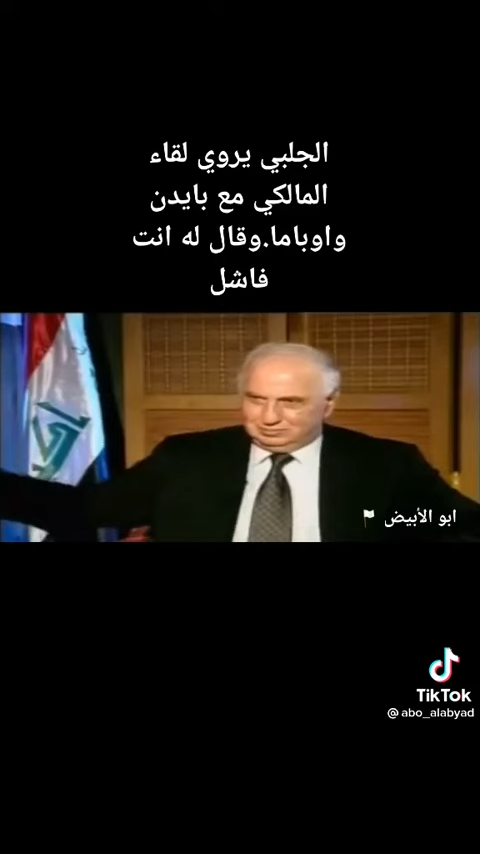 الجلبي يروي لقاء
المالكي مع بايدن
واوباما.وقال له انت
فاشل
ابو الأبيض
TikTok
@abo_alabyad